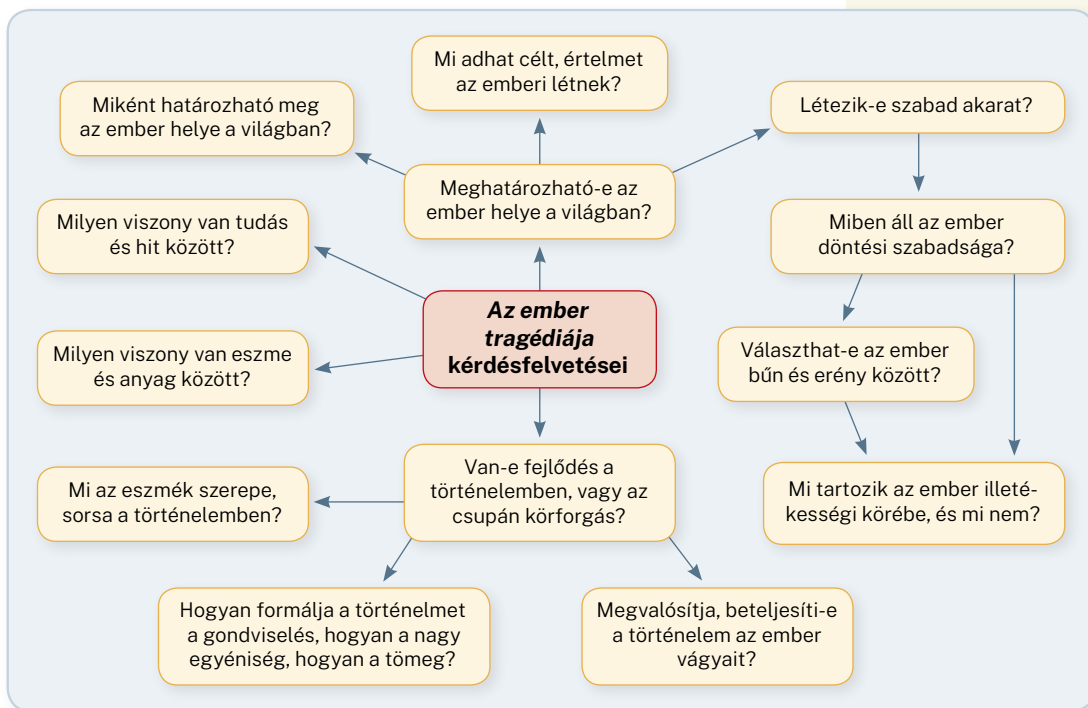 Mi adhat célt, értelmet
az emberi létnek?
Miként határozható meg
az ember helye a világban?
Létezik-e szabad akarat?
Meghatározható-e az
ember helye a világban?
Milyen viszony van tudás
és hit között?
Miben áll az ember
döntési szabadsága?
Az ember
tragédiája
kérdésfelvetései
Milyen viszony van eszme
és anyag között?
Választhat-e az ember
bűn és erény között?
Van-e fejlődés a
történelemben, vagy az
csupán körforgás?
Mi az eszmék szerepe,
sorsa a történelemben?
Mi tartozik az ember illeté-
kességi körébe, és mi nem?
Hogyan formálja a történelmet
a gondviselés, hogyan a nagy
egyéniség, hogyan a tömeg?
Megvalósítja, beteljesíti-e
a történelem az ember
vágyait?